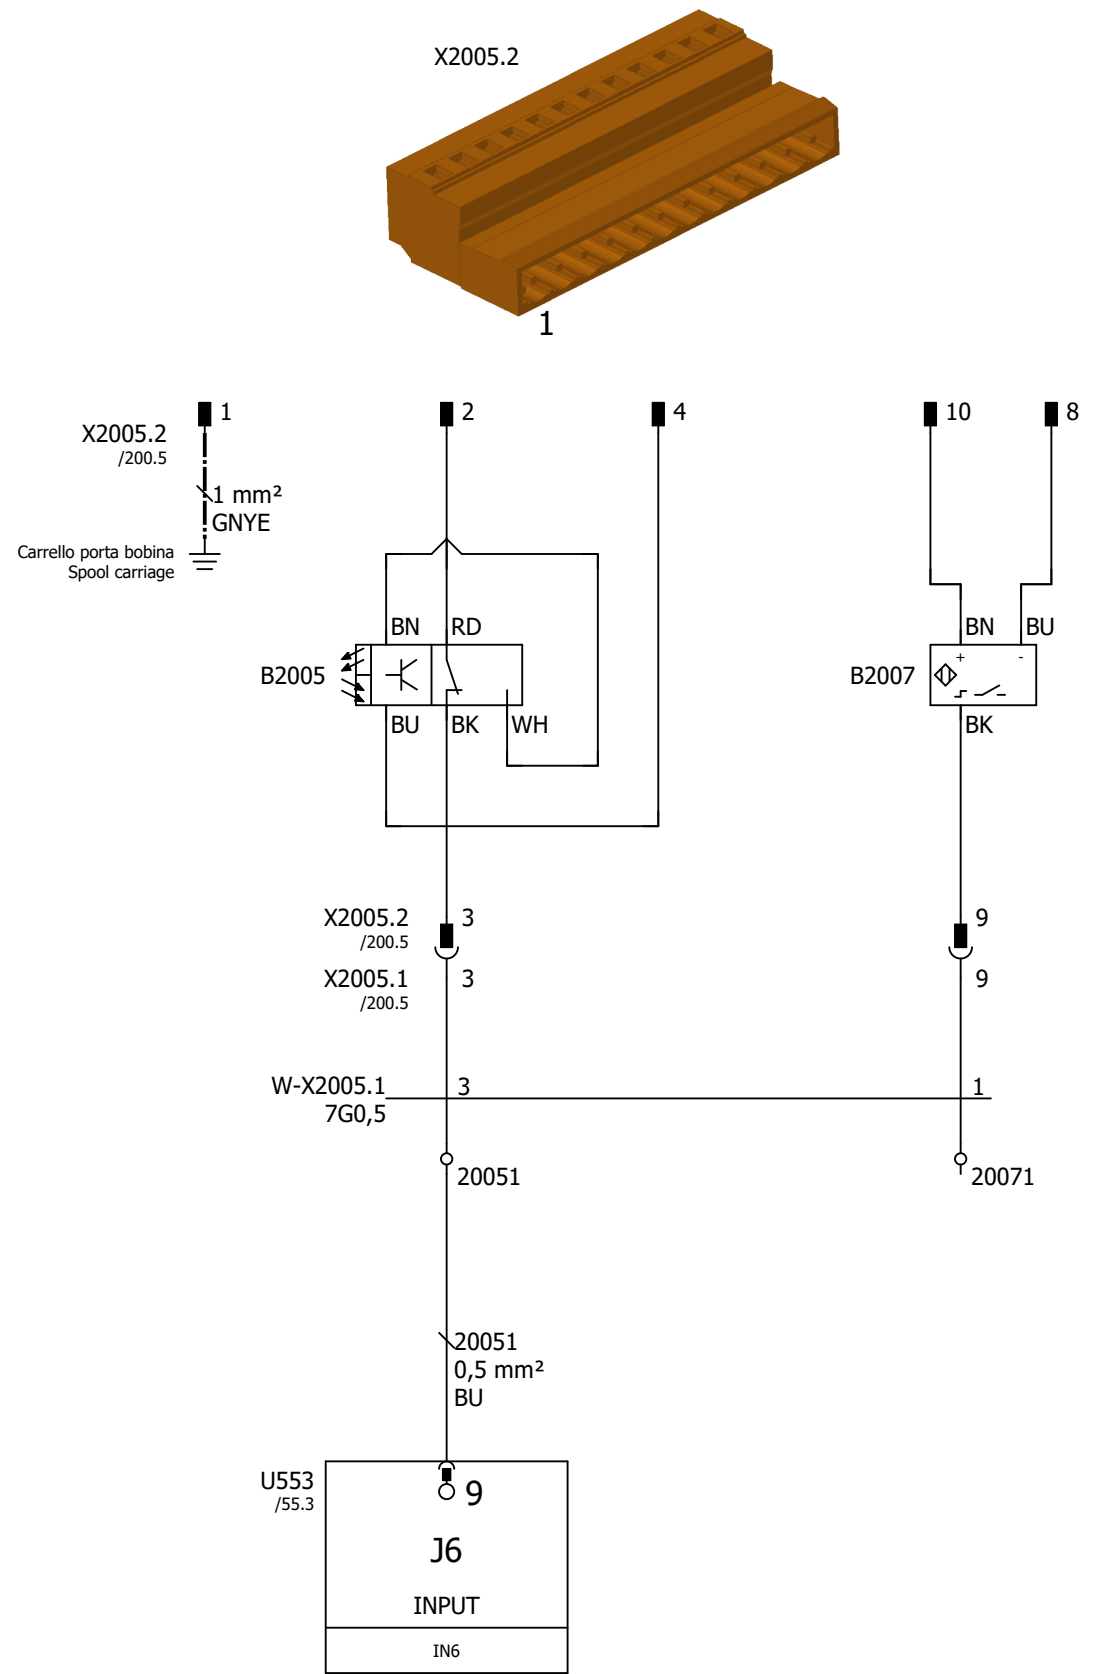 X2005.2
1
1
2
4
10
8
X2005.2
/200.5
1 mm²
GNYE
Carrello porta bobina
Spool carriage
BN
RD
BN
BU
B2005
B2007
+
-
BU
BK
WH
BK
X2005.2
3
9
/200.5
X2005.1
3
9
/200.5
W-X2005.1
3
1
7G0,5
20051
20071
20051
0,5 mm²
BU
U553
/55.3
9
J6
INPUT
IN6